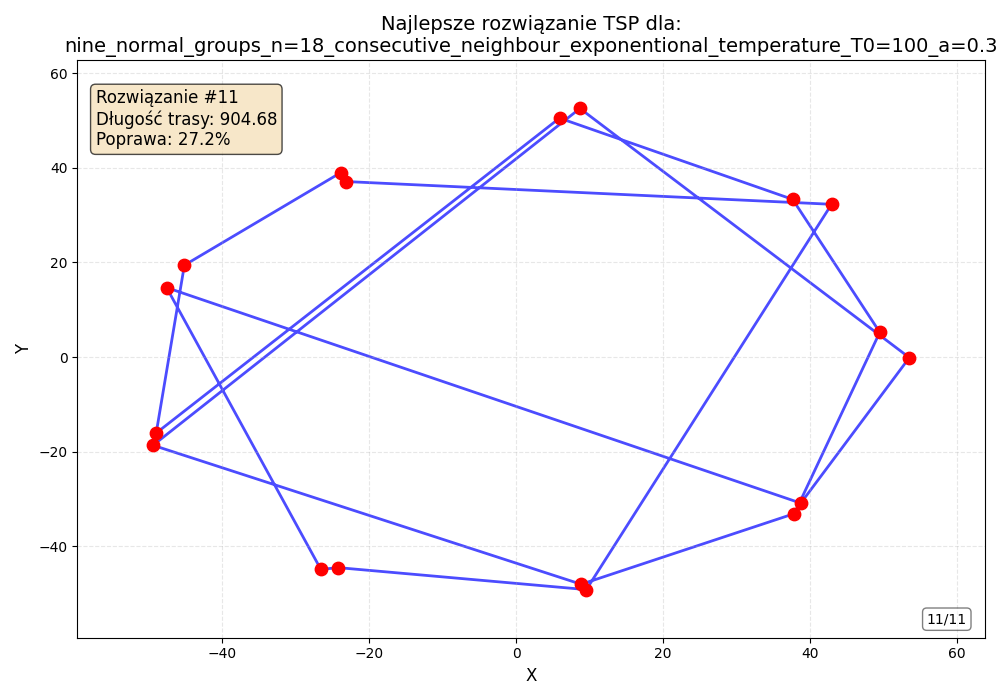 Najlepsze rozwiązanie TSP dla:
nine_normal_groups_n=18_consecutive_neighbour_exponentional_temperature_T0=100_a=0.3
Rozwiązanie #11
Długość trasy: 904.68
Poprawa: 27.2%
60
40
20
0
−20
−40
Y
11/11
−40 −20 0 20 40 60
X